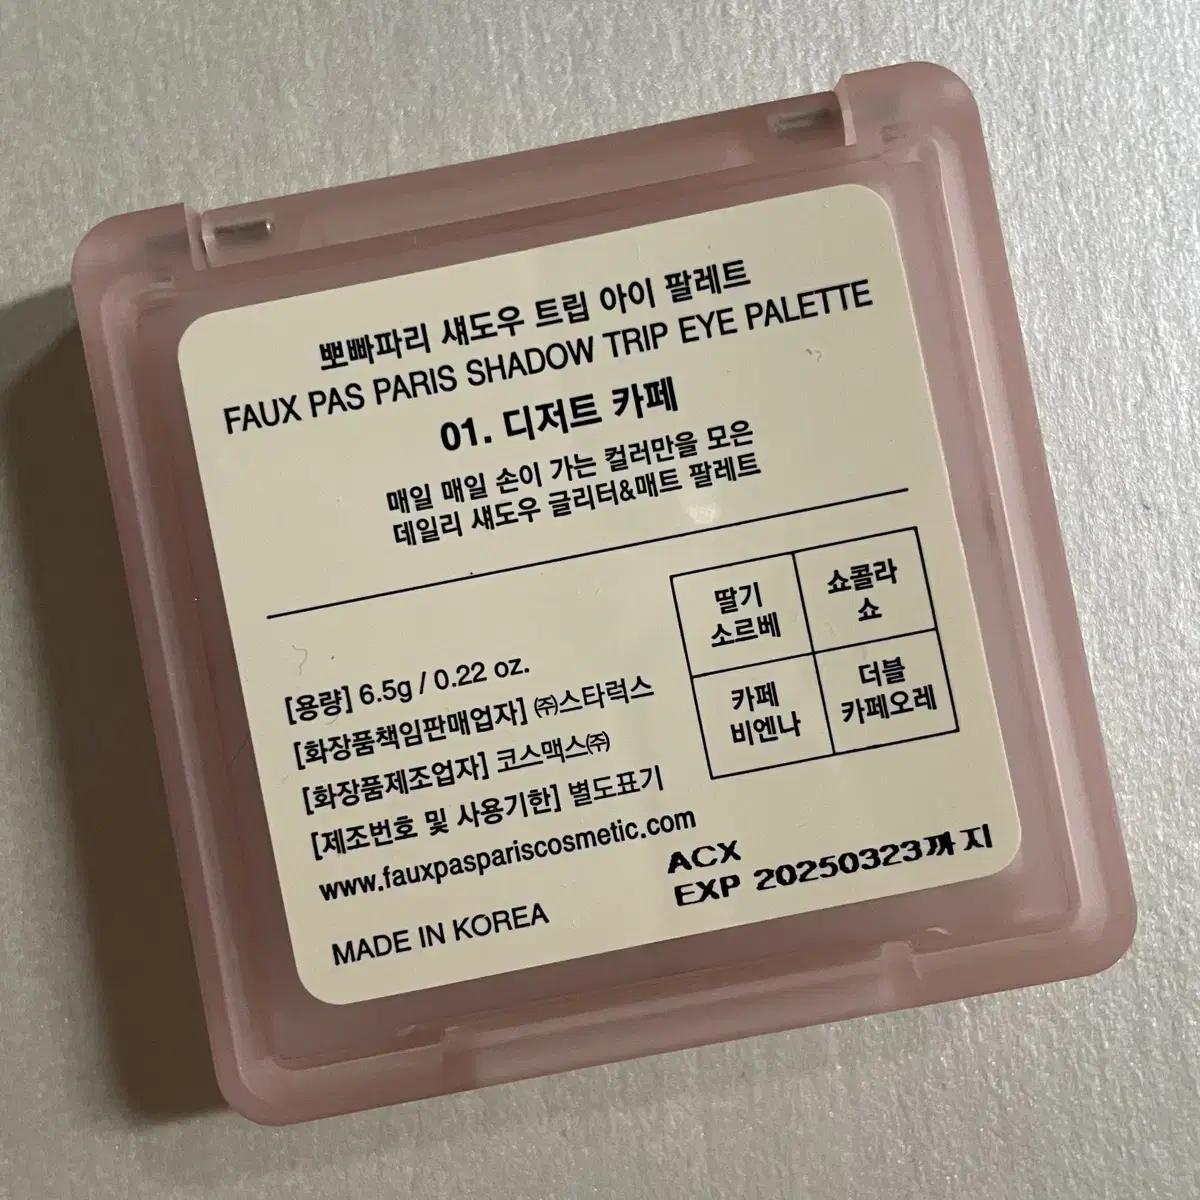 뽀빠파리 섀도우 트립 아이 팔레트
FAUX PAS PARIS SHADOW TRIP EYE PALETTE
01. 디저트 카페
매일 매일 손이 가는 컬러만을 모은
데일리 섀도우 글리터&매트 팔레트
딸기
소르베
쇼콜라
쇼
카페
비엔나
더블
카페오레
[용량] 6.5g / 0.22 oz.
[화장품책임판매업자] ㈜스타럭스
[화장품제조업자] 코스맥스㈜
[제조번호 및 사용기한] 별도표기
www.fauxpaspariscosmetic.com
MADE IN KOREA
ACX
EXP 20250323까지